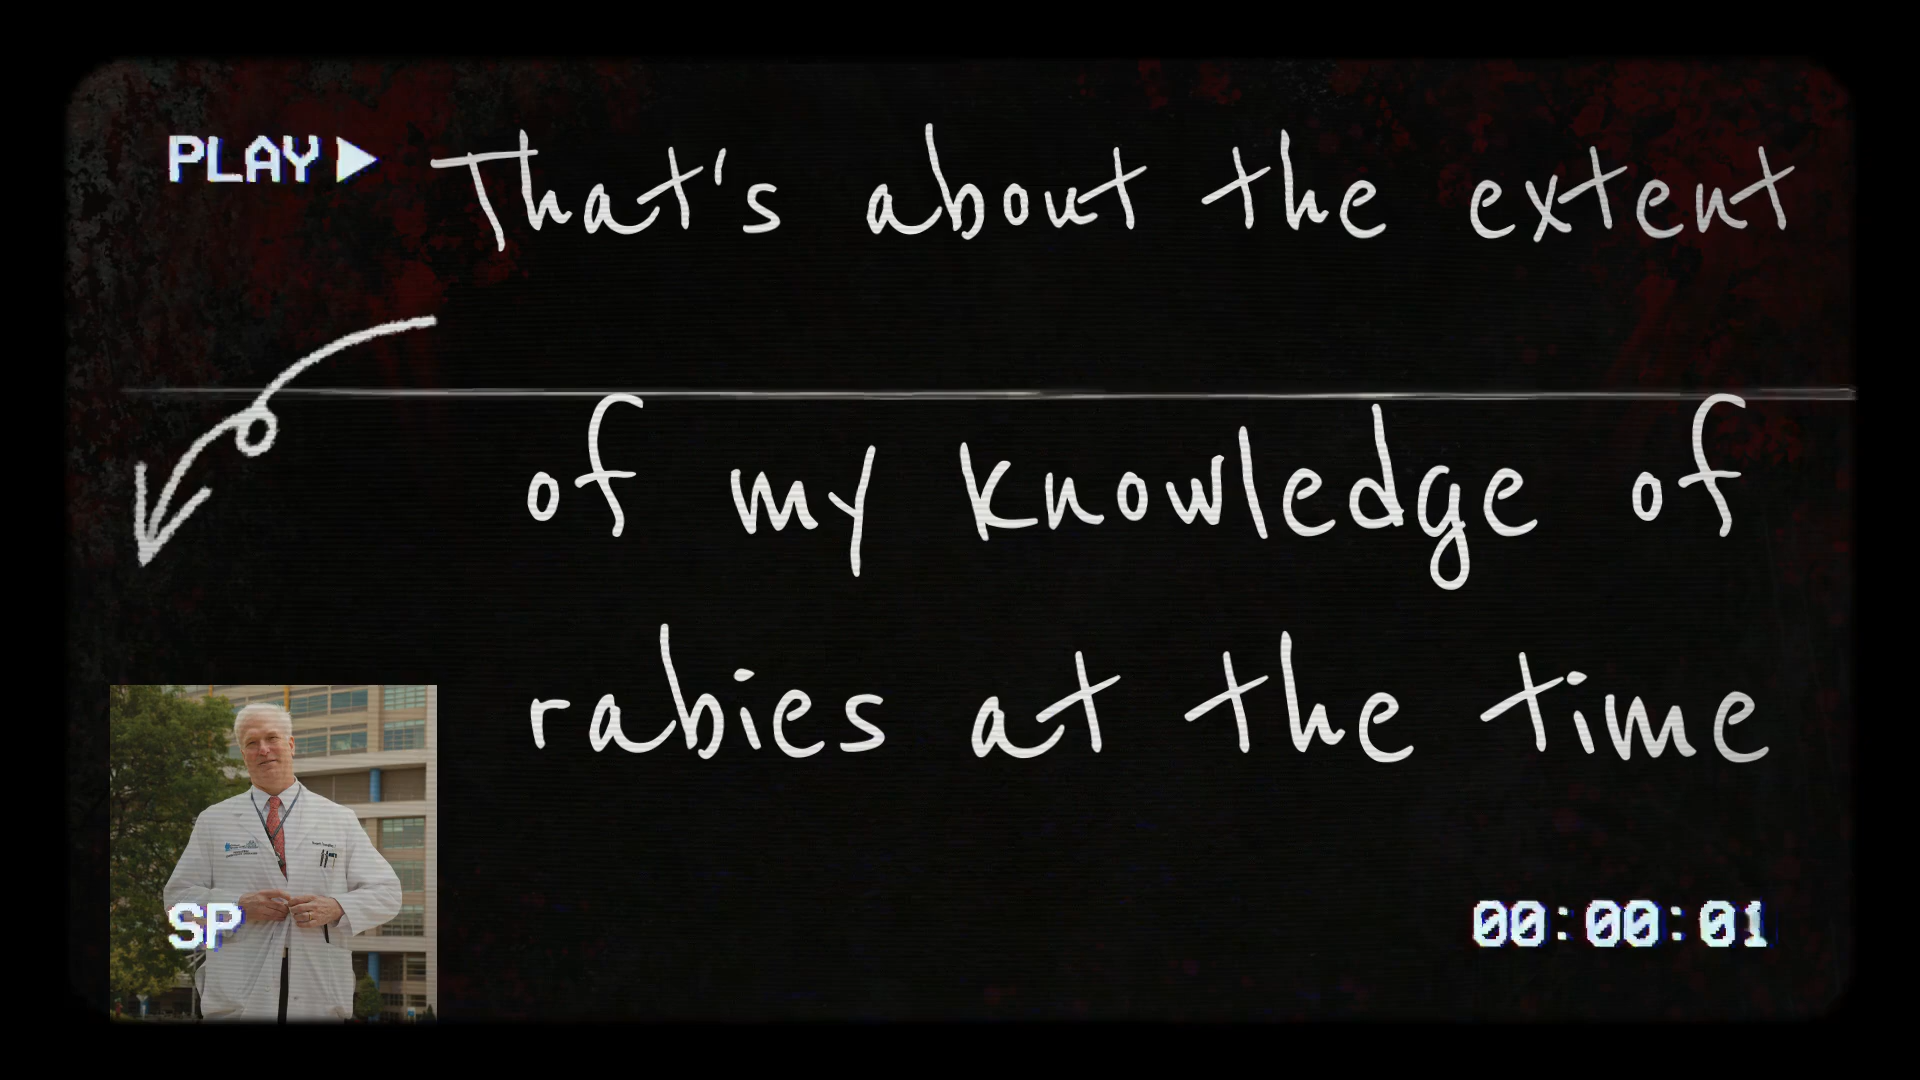 PLAY
That's about the extent
of my knowledge of
rabies at the time
SP
00:00:01